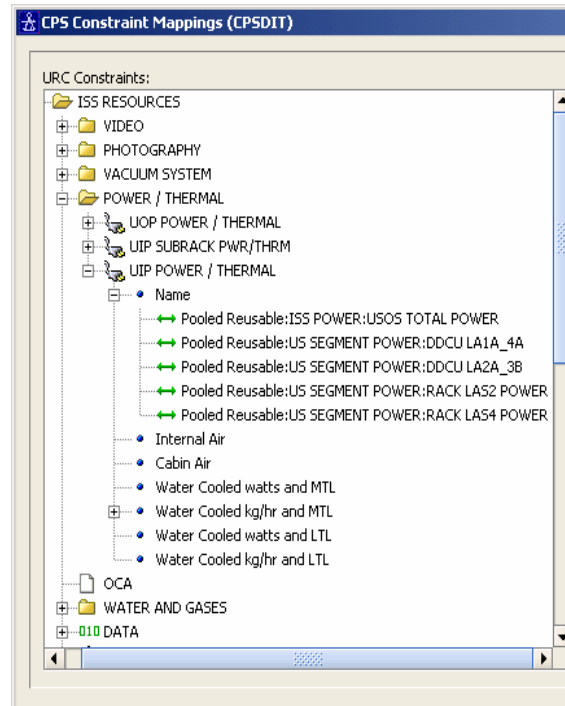 CPS Constraint Mappings (CPSDIT)
URC Constraints:
ISS RESOURCES
VIDEO
PHOTOGRAPHY
VACUUM SYSTEM
POWER / THERMAL
UOP POWER / THERMAL
UIP SUBRACK PWR/THRM
UIP POWER / THERMAL
Name
Pooled Reusable:ISS POWER:USOS TOTAL POWER
Pooled Reusable:US SEGMENT POWER:DDCU LA1A_4A
Pooled Reusable:US SEGMENT POWER:DDCU LA2A_3B
Pooled Reusable:US SEGMENT POWER:RACK LAS2 POWER
Pooled Reusable:US SEGMENT POWER:RACK LAS4 POWER
Internal Air
Cabin Air
Water Cooled watts and MTL
Water Cooled kg/hr and MTL
Water Cooled watts and LTL
Water Cooled kg/hr and LTL
OCA
WATER AND GASES
010 DATA